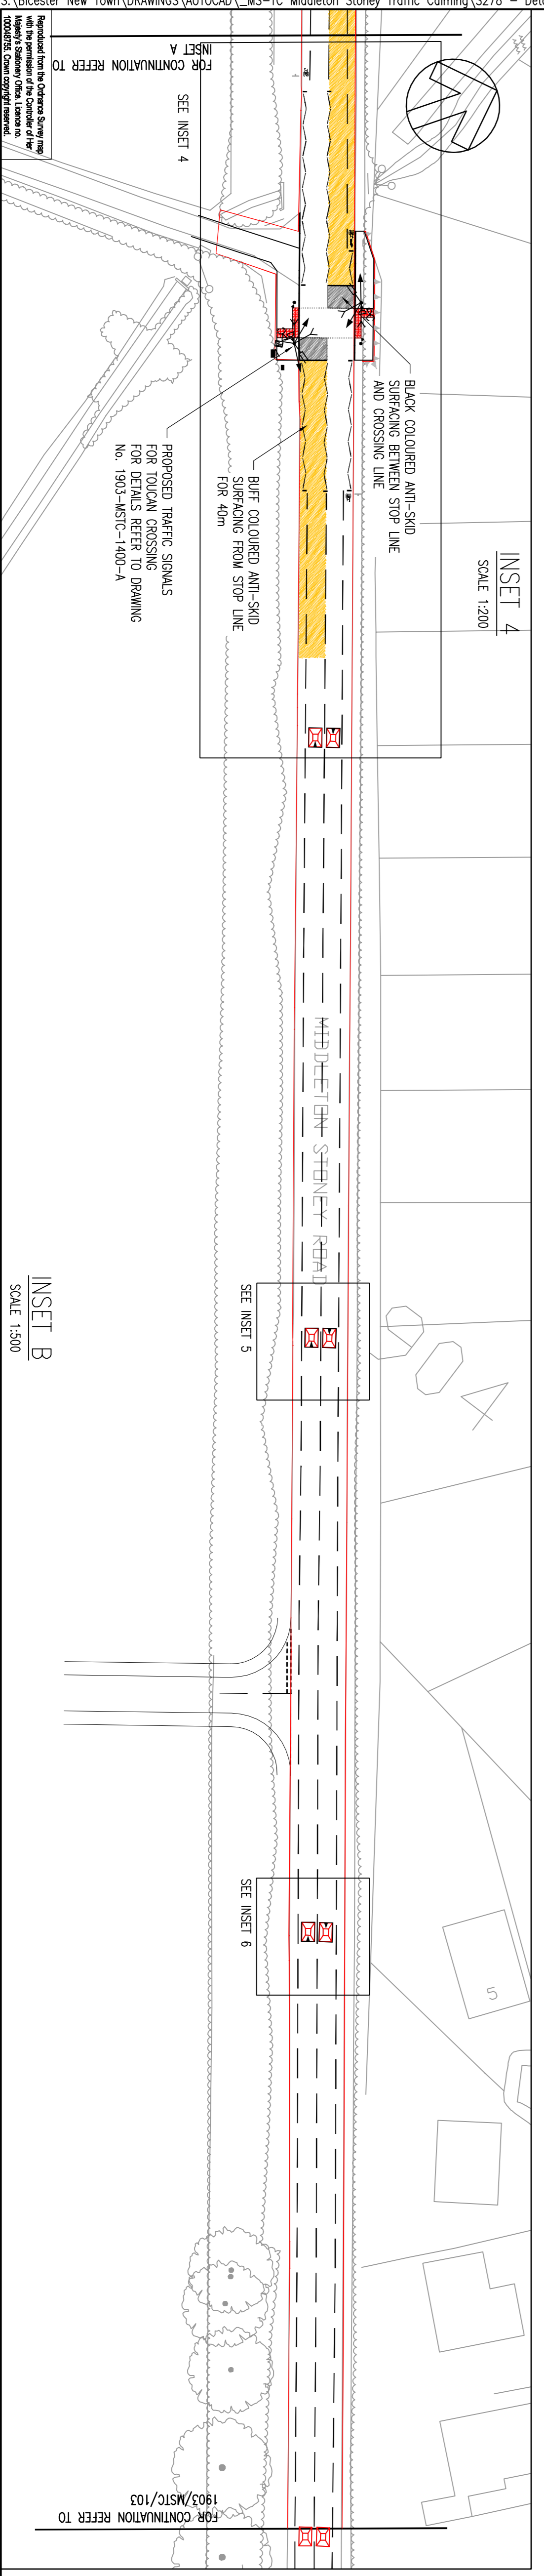 S:\Bicester New Town\DRAWINGS\AUTOCAD\_MS-TC Middleton Stoney Traffic Calming\S278 - Deta
FOR CONTINUATION REFER TO
INSET A
SEE INSET 4
Reproduced from the Ordnance Survey map
with the permission of the Controller of Her
Majesty's Stationery Office, Licence no.
100048755. Crown copyright reserved.
INSET 4
SCALE 1:200
BLACK COLOURED ANTI-SKID
SURFACING BETWEEN STOP LINE
AND CROSSING LINE
BUFF COLOURED ANTI-SKID
SURFACING FROM STOP LINE
FOR 40m
PROPOSED TRAFFIC SIGNALS
FOR TOUCAN CROSSING
FOR DETAILS REFER TO DRAWING
No. 1903-MSTC-1400-A
MIDDLETON STONEY ROAD
INSET B
SCALE 1:500
SEE INSET 5
SEE INSET 6
5
FOR CONTINUATION REFER TO
1903/MSTC/103